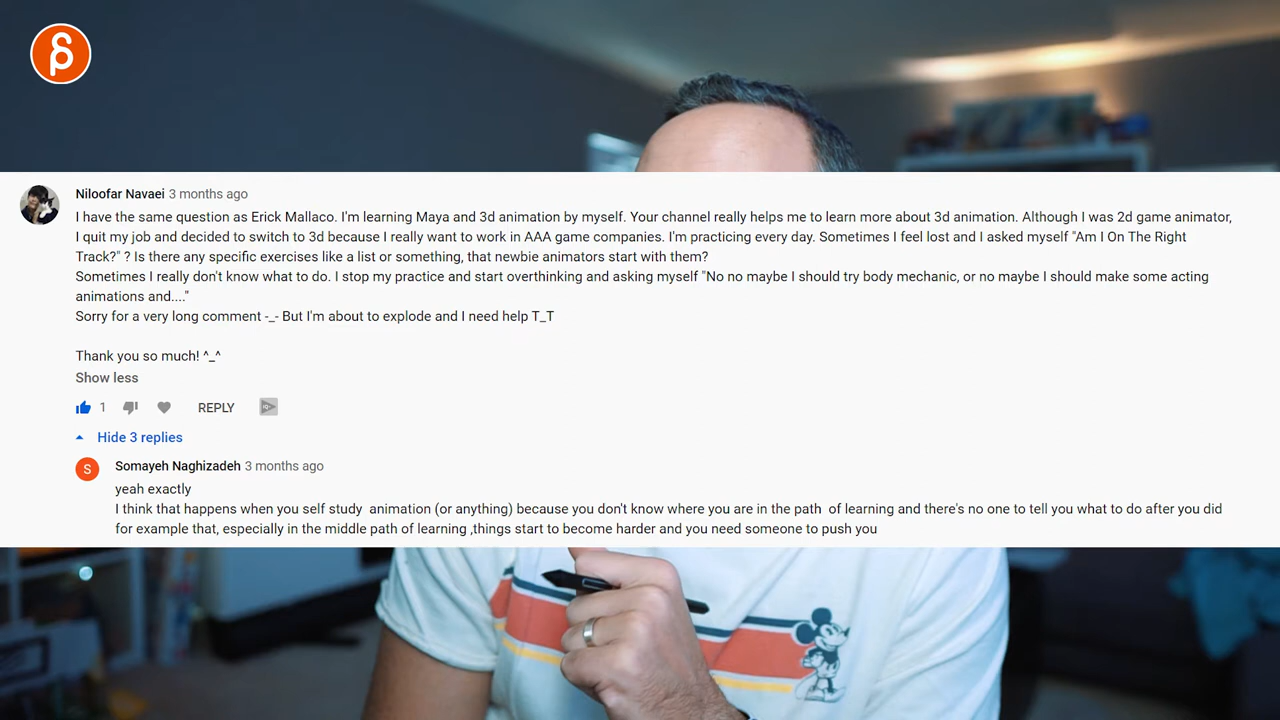 Niloofar Navaei 3 months ago
I have the same question as Erick Mallaco. I'm learning Maya and 3d animation by myself. Your channel really helps me to learn more about 3d animation. Although I was 2d game animator,
I quit my job and decided to switch to 3d because I really want to work in AAA game companies. I'm practicing every day. Sometimes I feel lost and I asked myself "Am I On The Right
Track?" ? Is there any specific exercises like a list or something, that newbie animators start with them?
Sometimes I really don't know what to do. I stop my practice and start overthinking and asking myself "No no maybe I should try body mechanic, or no maybe I should make some acting
animations and...."
Sorry for a very long comment -_- But I'm about to explode and I need help T_T
Thank you so much! ^_^
Show less
1 REPLY
Hide 3 replies
S
Somayeh Naghizadeh 3 months ago
yeah exactly
I think that happens when you self study  animation (or anything) because you don't know where you are in the path  of learning and there's no one to tell you what to do after you did
for example that, especially in the middle path of learning ,things start to become harder and you need someone to push you